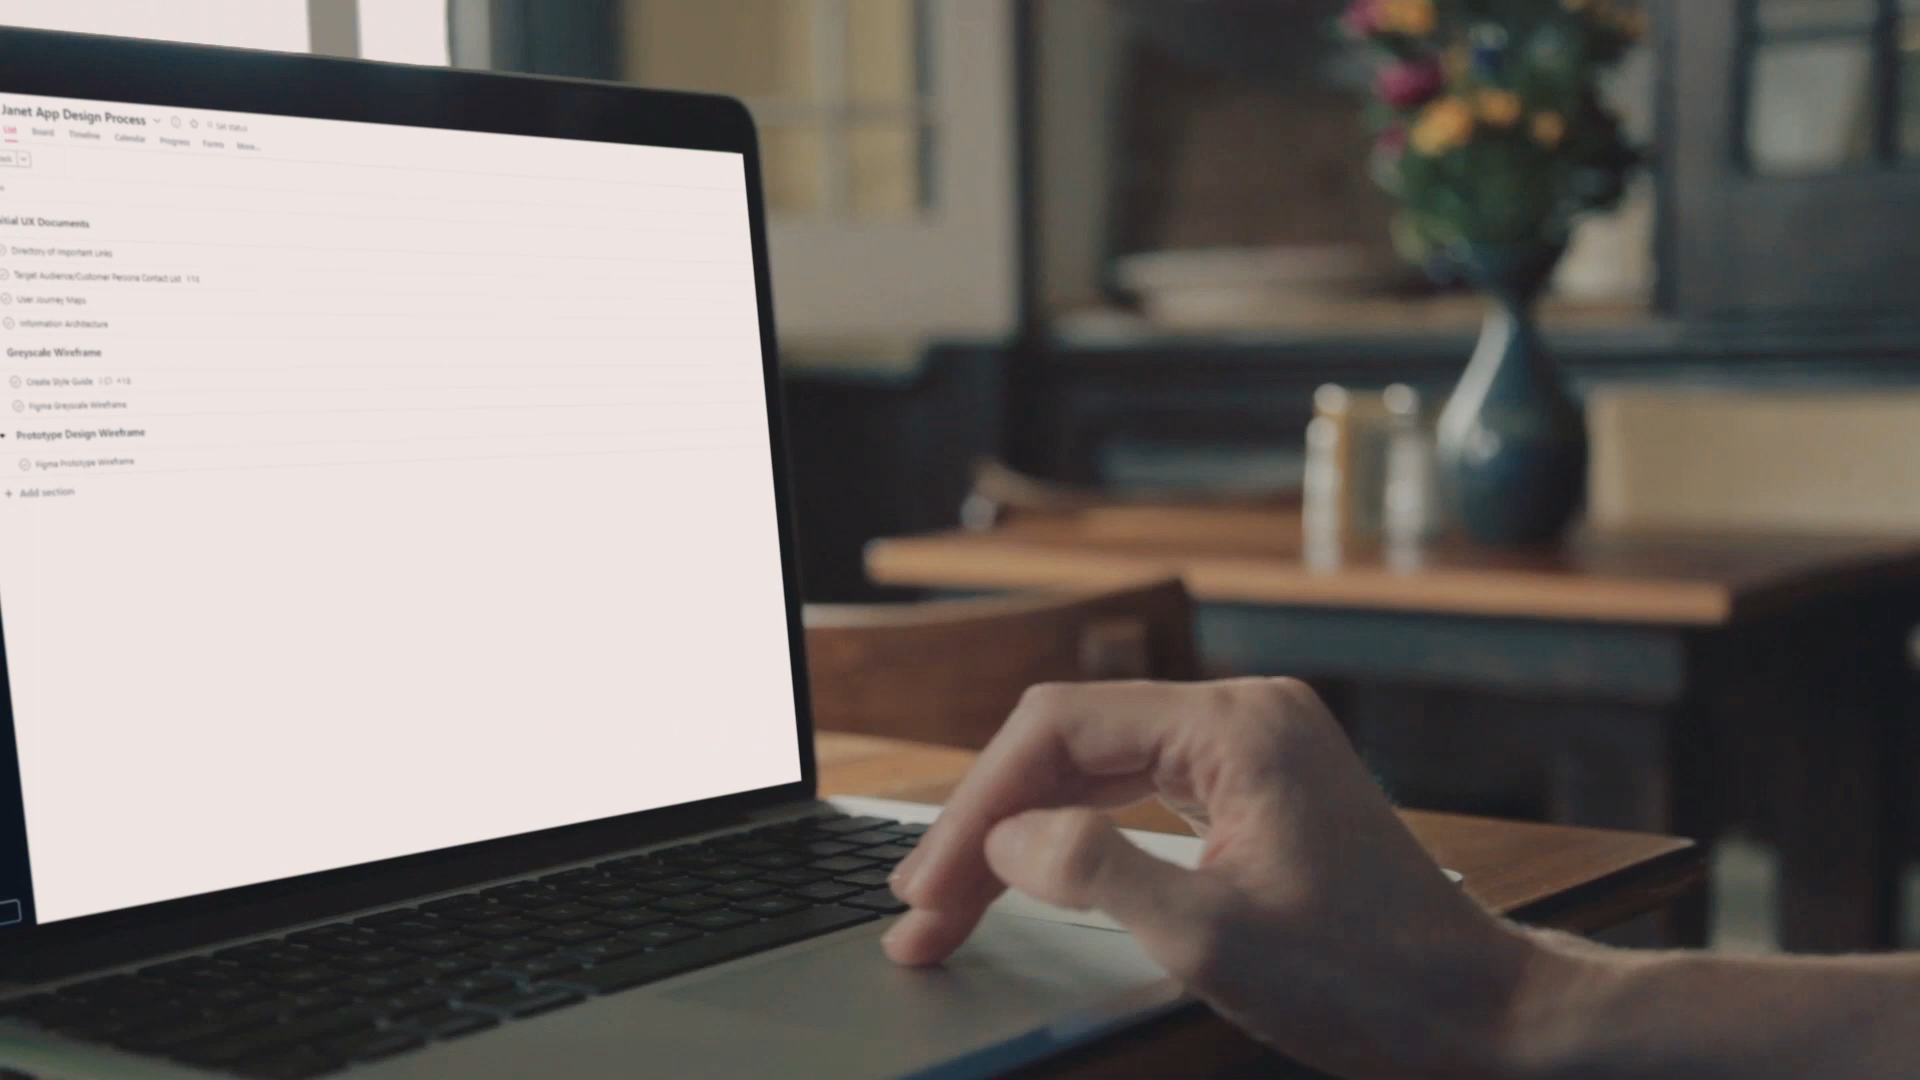 Janet App Design Process Set status
List Board Timeline Calendar Progress Forms More...
itial UX Documents
Directory of Important Links
Target Audience/Customer Persona Contact List
User Journey Maps
Information Architecture
Greyscale Wireframe
Create Style Guide
Figma Greyscale Wireframe
Prototype Design Wireframe
Figma Prototype Wireframe
+ Add section